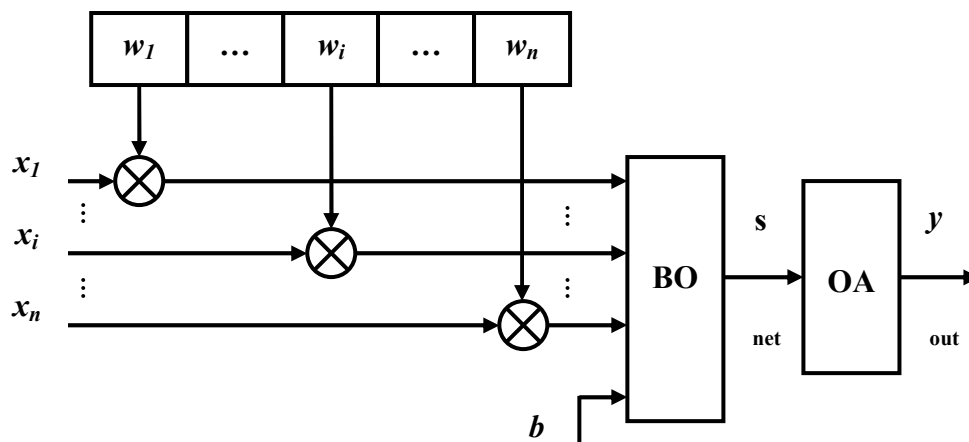 w1 ... wi ... wn
x1
⋮ ⋮
xi
⋮ ⋮
xn
BO
s
net
OA
y
out
b